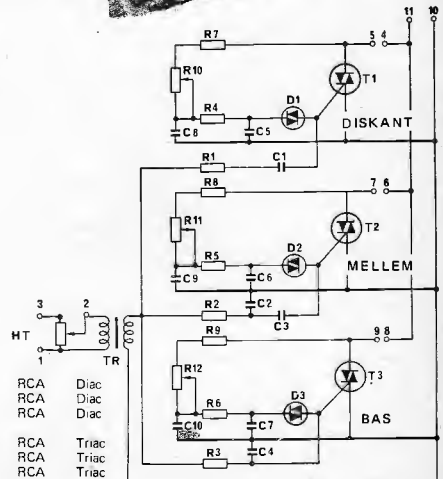 11 10
R7
5 4
R10
T1
D1
R4
DISKANT
C8
C5
R1
C1
R8
7 6
R11
T2
D2
R5
MELLEM
C9
C6
C2
3
2
R2
C3
HT
R9
9 8
1
TR
R12
T3
D3
RCA Diac
R6
BAS
RCA Diac
C10
C7
RCA Diac
C4
R3
RCA Triac
RCA Triac
RCA Triac